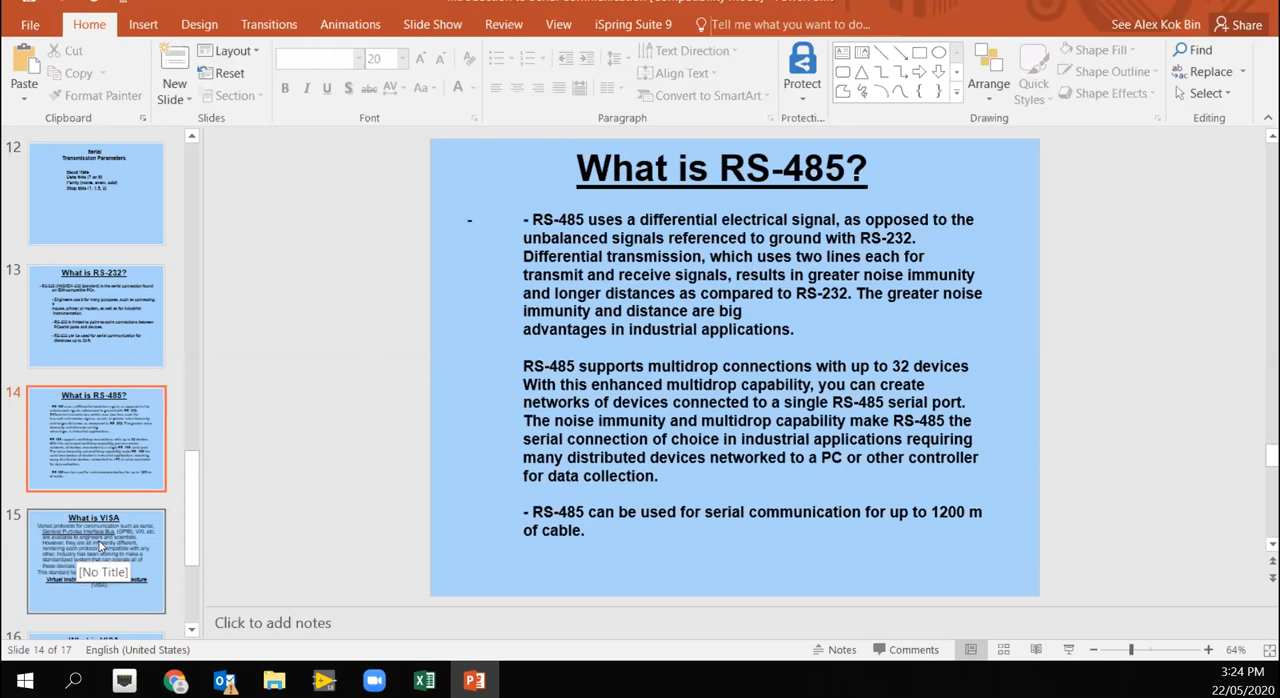 File
Home
Insert
Design
Transitions
Animations
Slide Show
Review
View
iSpring Suite 9
Tell me what you want to do...
See Alex Kok Bin
Share
Paste
Cut
Copy
Format Painter
Clipboard
New
Slide
Layout
Reset
Section
Slides
20
B I U S abc AV Aa A
Font
Text Direction
Align Text
Convert to SmartArt
Paragraph
Protect
Protecti...
Arrange
Quick
Styles
Shape Fill
Shape Outline
Shape Effects
Drawing
Find
Replace
Select
Editing
12
Serial
Transmission Parameters
13
What is RS-232?
14
What is RS-485?
15
What is VISA
[No Title]
16
What is RS-485?
-
- RS-485 uses a differential electrical signal, as opposed to the
unbalanced signals referenced to ground with RS-232.
Differential transmission, which uses two lines each for
transmit and receive signals, results in greater noise immunity
and longer distances as compared to RS-232. The greater noise
immunity and distance are big
advantages in industrial applications.
RS-485 supports multidrop connections with up to 32 devices
With this enhanced multidrop capability, you can create
networks of devices connected to a single RS-485 serial port.
The noise immunity and multidrop capability make RS-485 the
serial connection of choice in industrial applications requiring
many distributed devices networked to a PC or other controller
for data collection.
- RS-485 can be used for serial communication for up to 1200 m
of cable.
Click to add notes
Slide 14 of 17
English (United States)
Notes
Comments
64%
3:24 PM
22/05/2020